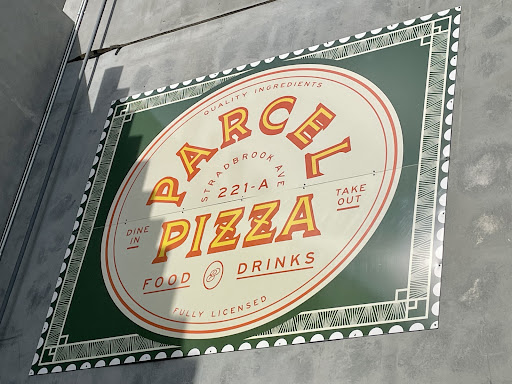 QUALITY INGREDIENTS
PARCEL
STRADBROOK AVE
221-A
DINE IN
TAKE OUT
PIZZA
FOOD DRINKS
FULLY LICENSED